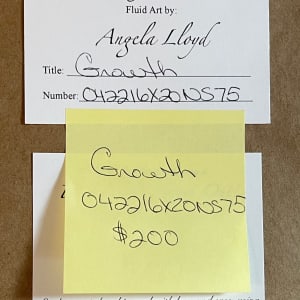 Fluid Art by:
Angela Lloyd
Title: Growth
Number: 042216X20NS75
Growth
042216x20NS75
$200